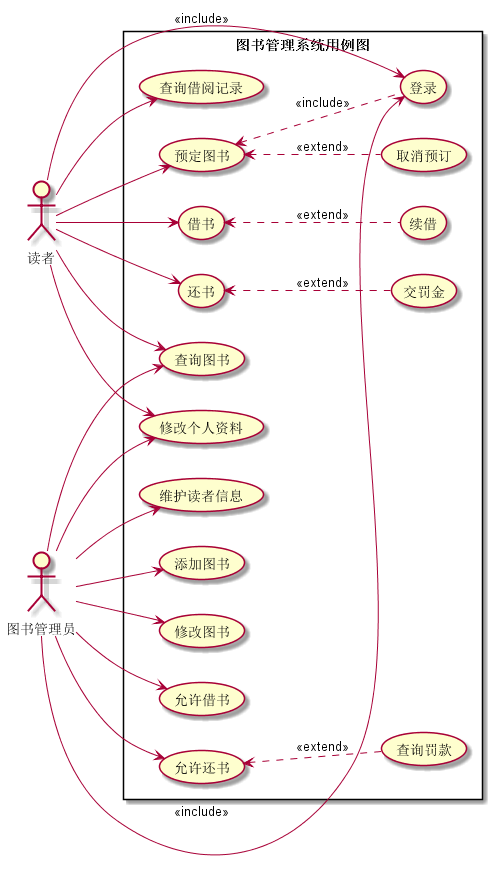 «include»
图书管理系统用例图
查询借阅记录
登录
«include»
预定图书
«extend»
取消预订
借书
«extend»
续借
读者
还书
«extend»
交罚金
查询图书
修改个人资料
维护读者信息
添加图书
图书管理员
修改图书
允许借书
允许还书
«extend»
查询罚款
«include»